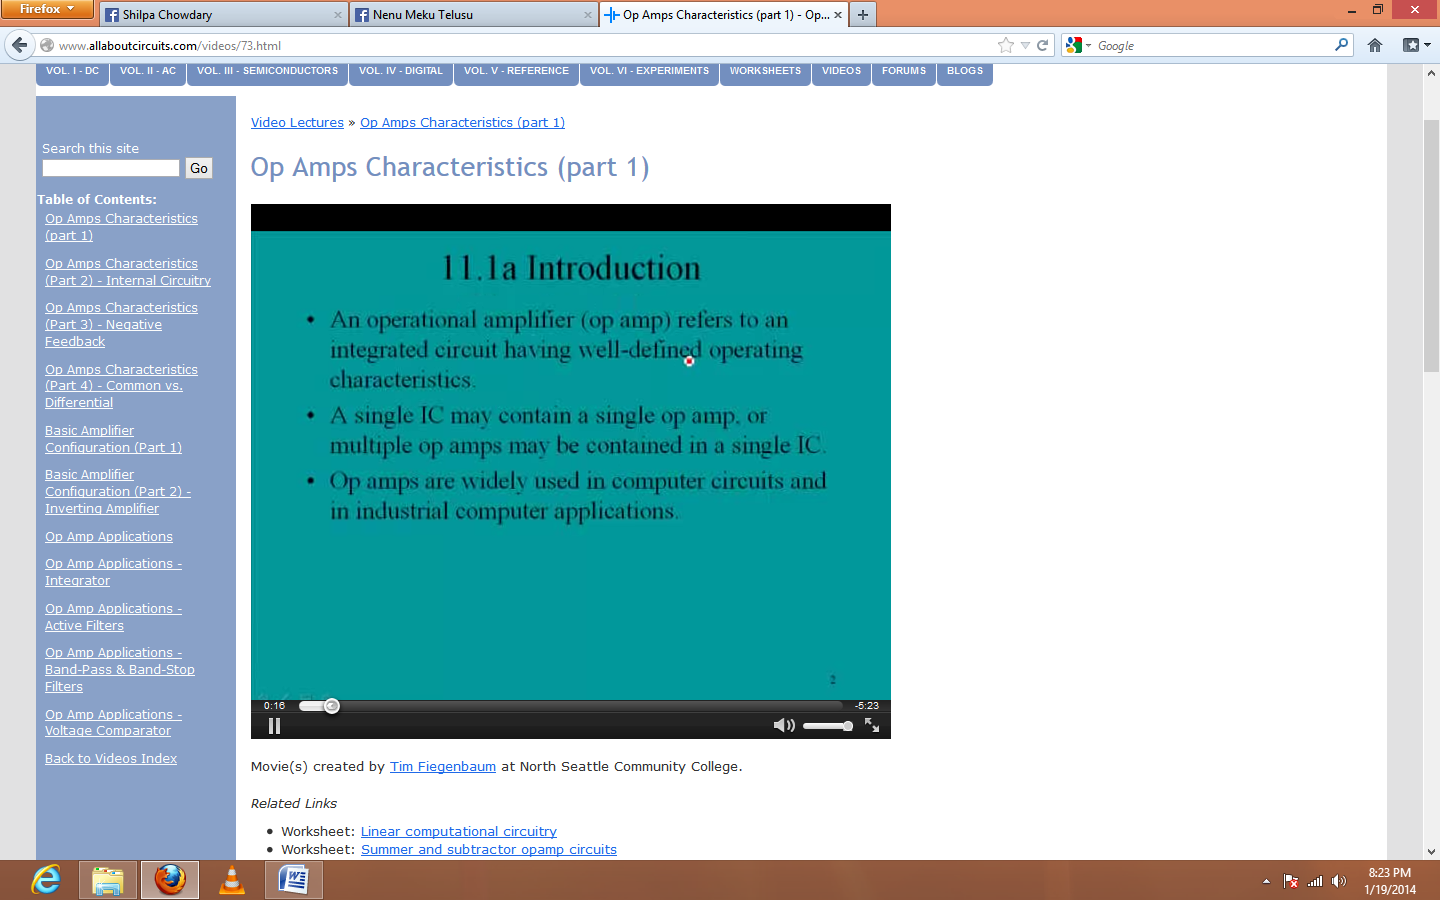 Firefox
Shilpa Chowdary
Nenu Meku Telusu
Op Amps Characteristics (part 1) - Op...
www.allaboutcircuits.com/videos/73.html
Google
VOL. I - DC
VOL. II - AC
VOL. III - SEMICONDUCTORS
VOL. IV - DIGITAL
VOL. V - REFERENCE
VOL. VI - EXPERIMENTS
WORKSHEETS
VIDEOS
FORUMS
BLOGS
Search this site
Go
Table of Contents:
Op Amps Characteristics
(part 1)
Op Amps Characteristics
(Part 2) - Internal Circuitry
Op Amps Characteristics
(Part 3) - Negative
Feedback
Op Amps Characteristics
(Part 4) - Common vs.
Differential
Basic Amplifier
Configuration (Part 1)
Basic Amplifier
Configuration (Part 2) -
Inverting Amplifier
Op Amp Applications
Op Amp Applications -
Integrator
Op Amp Applications -
Active Filters
Op Amp Applications -
Band-Pass & Band-Stop
Filters
Op Amp Applications -
Voltage Comparator
Back to Videos Index
Video Lectures » Op Amps Characteristics (part 1)
Op Amps Characteristics (part 1)
11.1a Introduction
• An operational amplifier (op amp) refers to an
integrated circuit having well-defined operating
characteristics.
• A single IC may contain a single op amp, or
multiple op amps may be contained in a single IC.
• Op amps are widely used in computer circuits and
in industrial computer applications.
2
0:16
-5:23
Movie(s) created by Tim Fiegenbaum at North Seattle Community College.
Related Links
• Worksheet: Linear computational circuitry
• Worksheet: Summer and subtractor opamp circuits
8:23 PM
1/19/2014